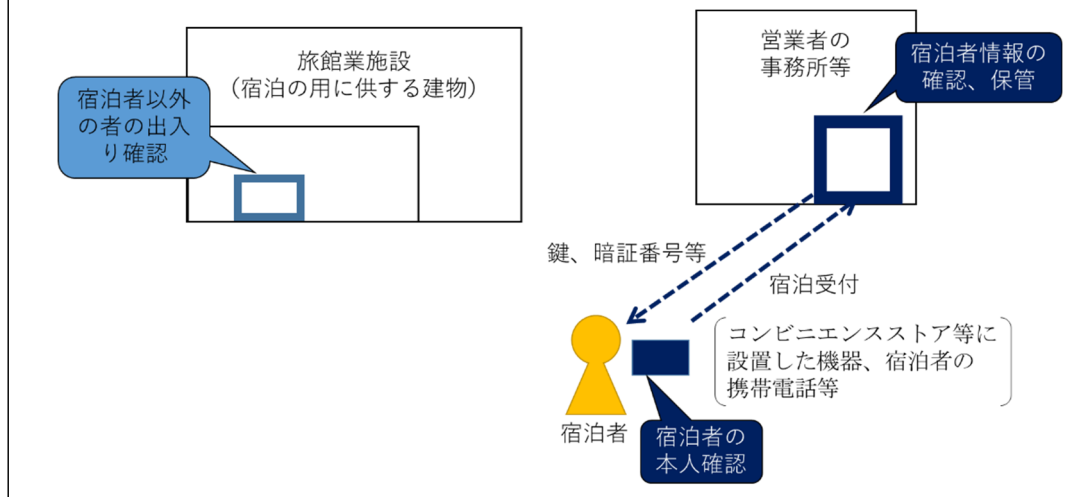 旅館業施設
（宿泊の用に供する建物）
宿泊者以外
の者の出入
り確認
営業者の
事務所等
宿泊者情報の
確認、保管
鍵、暗証番号等
宿泊受付
コンビニエンスストア等に
設置した機器、宿泊者の
携帯電話等
宿泊者
宿泊者の
本人確認